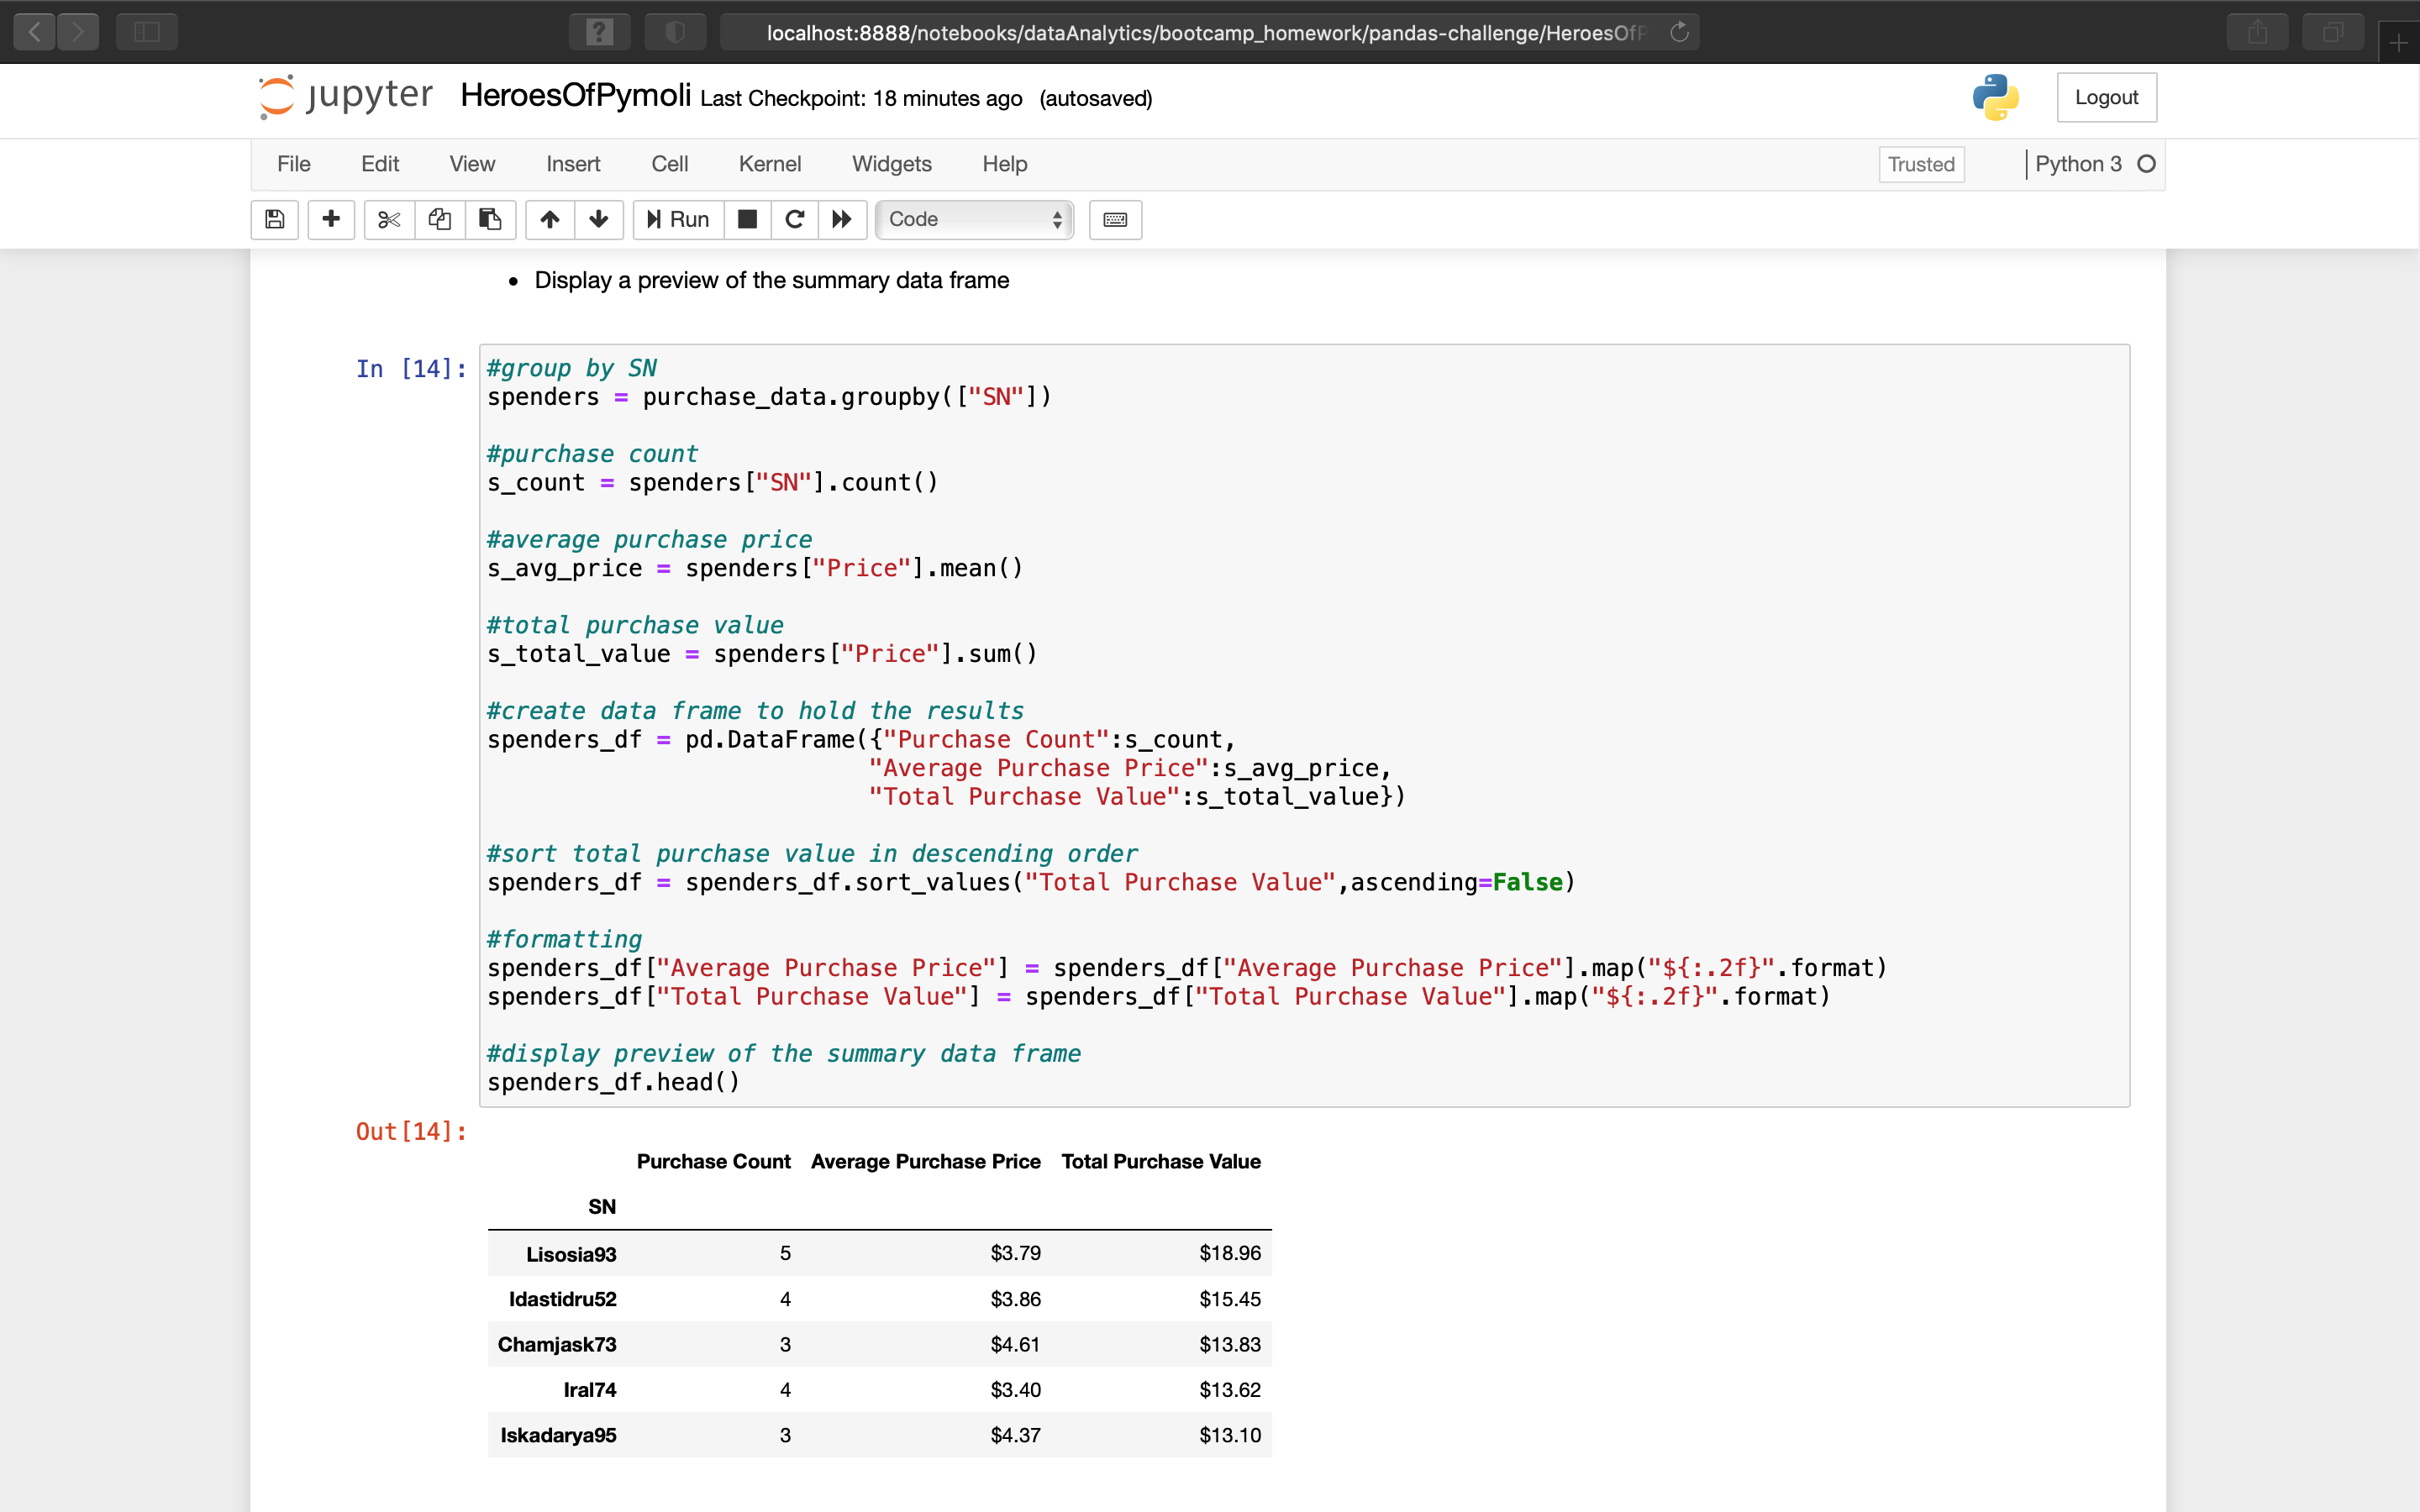 localhost:8888/notebooks/dataAnalytics/bootcamp_homework/pandas-challenge/HeroesOfP
jupyter HeroesOfPymoli Last Checkpoint: 18 minutes ago (autosaved)
Logout
File Edit View Insert Cell Kernel Widgets Help
Trusted
Python 3
Run
Code
• Display a preview of the summary data frame
In [14]:
#group by SN
spenders = purchase_data.groupby(["SN"])

#purchase count
s_count = spenders["SN"].count()

#average purchase price
s_avg_price = spenders["Price"].mean()

#total purchase value
s_total_value = spenders["Price"].sum()

#create data frame to hold the results
spenders_df = pd.DataFrame({"Purchase Count":s_count,
                           "Average Purchase Price":s_avg_price,
                           "Total Purchase Value":s_total_value})

#sort total purchase value in descending order
spenders_df = spenders_df.sort_values("Total Purchase Value",ascending=False)

#formatting
spenders_df["Average Purchase Price"] = spenders_df["Average Purchase Price"].map("${:.2f}".format)
spenders_df["Total Purchase Value"] = spenders_df["Total Purchase Value"].map("${:.2f}".format)

#display preview of the summary data frame
spenders_df.head()
Out[14]:
Purchase Count Average Purchase Price Total Purchase Value
SN
Lisosia93 5 $3.79 $18.96
Idastidru52 4 $3.86 $15.45
Chamjask73 3 $4.61 $13.83
Iral74 4 $3.40 $13.62
Iskadarya95 3 $4.37 $13.10